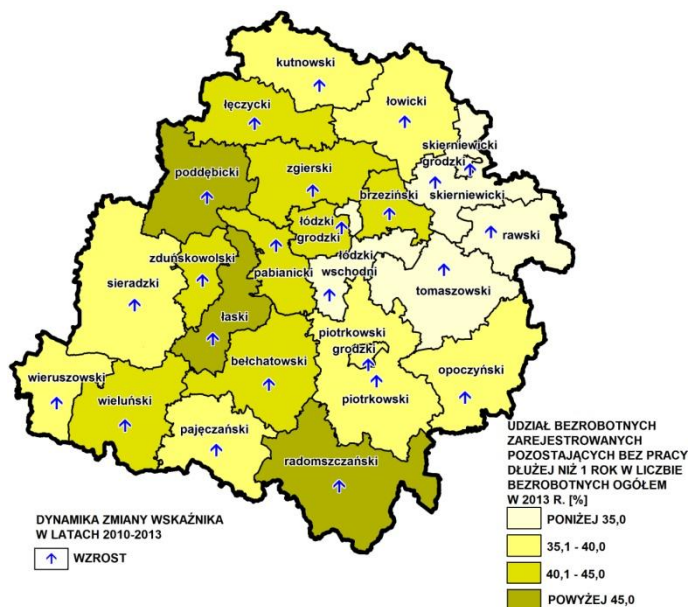 kutnowski
łęczycki
łowicki
skierniewicki
grodzki
skierniewicki
poddębicki
zgierski
brzeziński
rawski
łódzki
grodzki
zduńskowolski
pabianicki
łódzki
wschodni
tomaszowski
sieradzki
łaski
piotrkowski
grodzki
bełchatowski
opoczyński
wieruszowski
wieluński
piotrkowski
pajęczański
radomszczański
UDZIAŁ BEZROBOTNYCH
ZAREJESTROWANYCH
POZOSTAJĄCYCH BEZ PRACY
DŁUŻEJ NIŻ 1 ROK W LICZBIE
BEZROBOTNYCH OGÓŁEM
W 2013 R. [%]
PONIŻEJ 35,0
35,1 - 40,0
40,1 - 45,0
POWYŻEJ 45,0
DYNAMIKA ZMIANY WSKAŹNIKA
W LATACH 2010-2013
WZROST